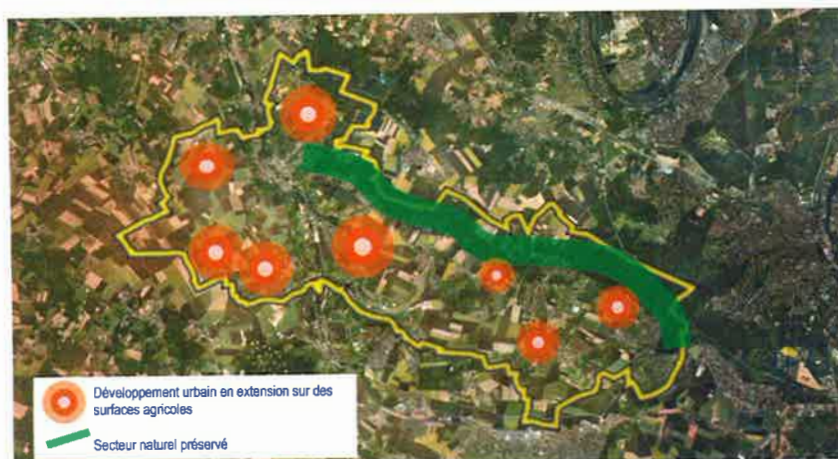 Développement urbain en extension sur des
surfaces agricoles
Secteur naturel préservé